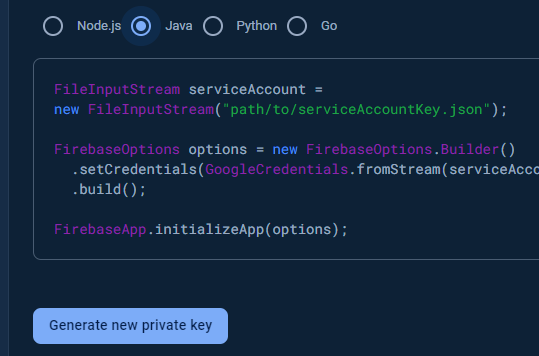 Node.js Java Python Go
FileInputStream serviceAccount =
new FileInputStream("path/to/serviceAccountKey.json");
FirebaseOptions options = new FirebaseOptions.Builder()
.setCredentials(GoogleCredentials.fromStream(serviceAcco
.build();
FirebaseApp.initializeApp(options);
Generate new private key